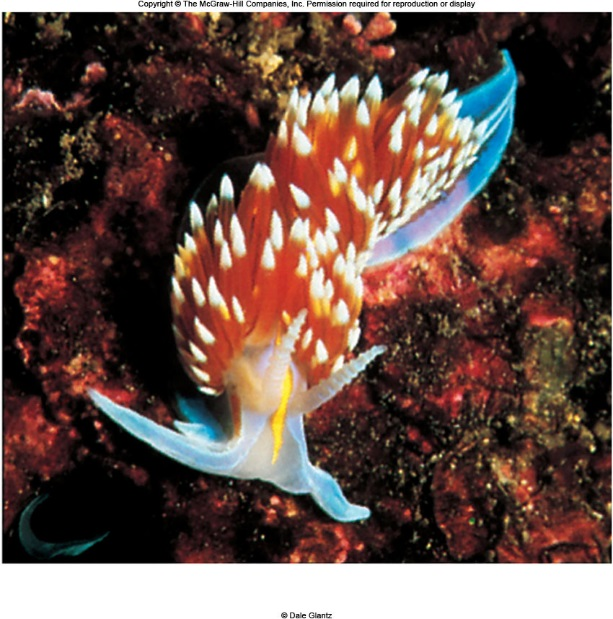 Copyright © The McGraw-Hill Companies, Inc. Permission required for reproduction or display
© Dale Glantz